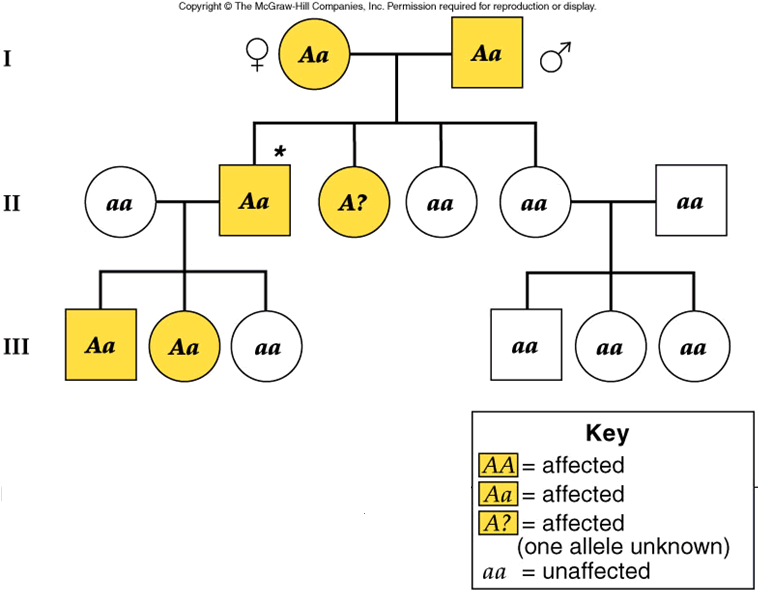 Copyright © The McGraw-Hill Companies, Inc. Permission required for reproduction or display.
I ♀ Aa Aa ♂
*
II aa Aa A? aa aa aa
III Aa Aa aa aa aa aa
Key
AA = affected
Aa = affected
A? = affected
(one allele unknown)
aa = unaffected